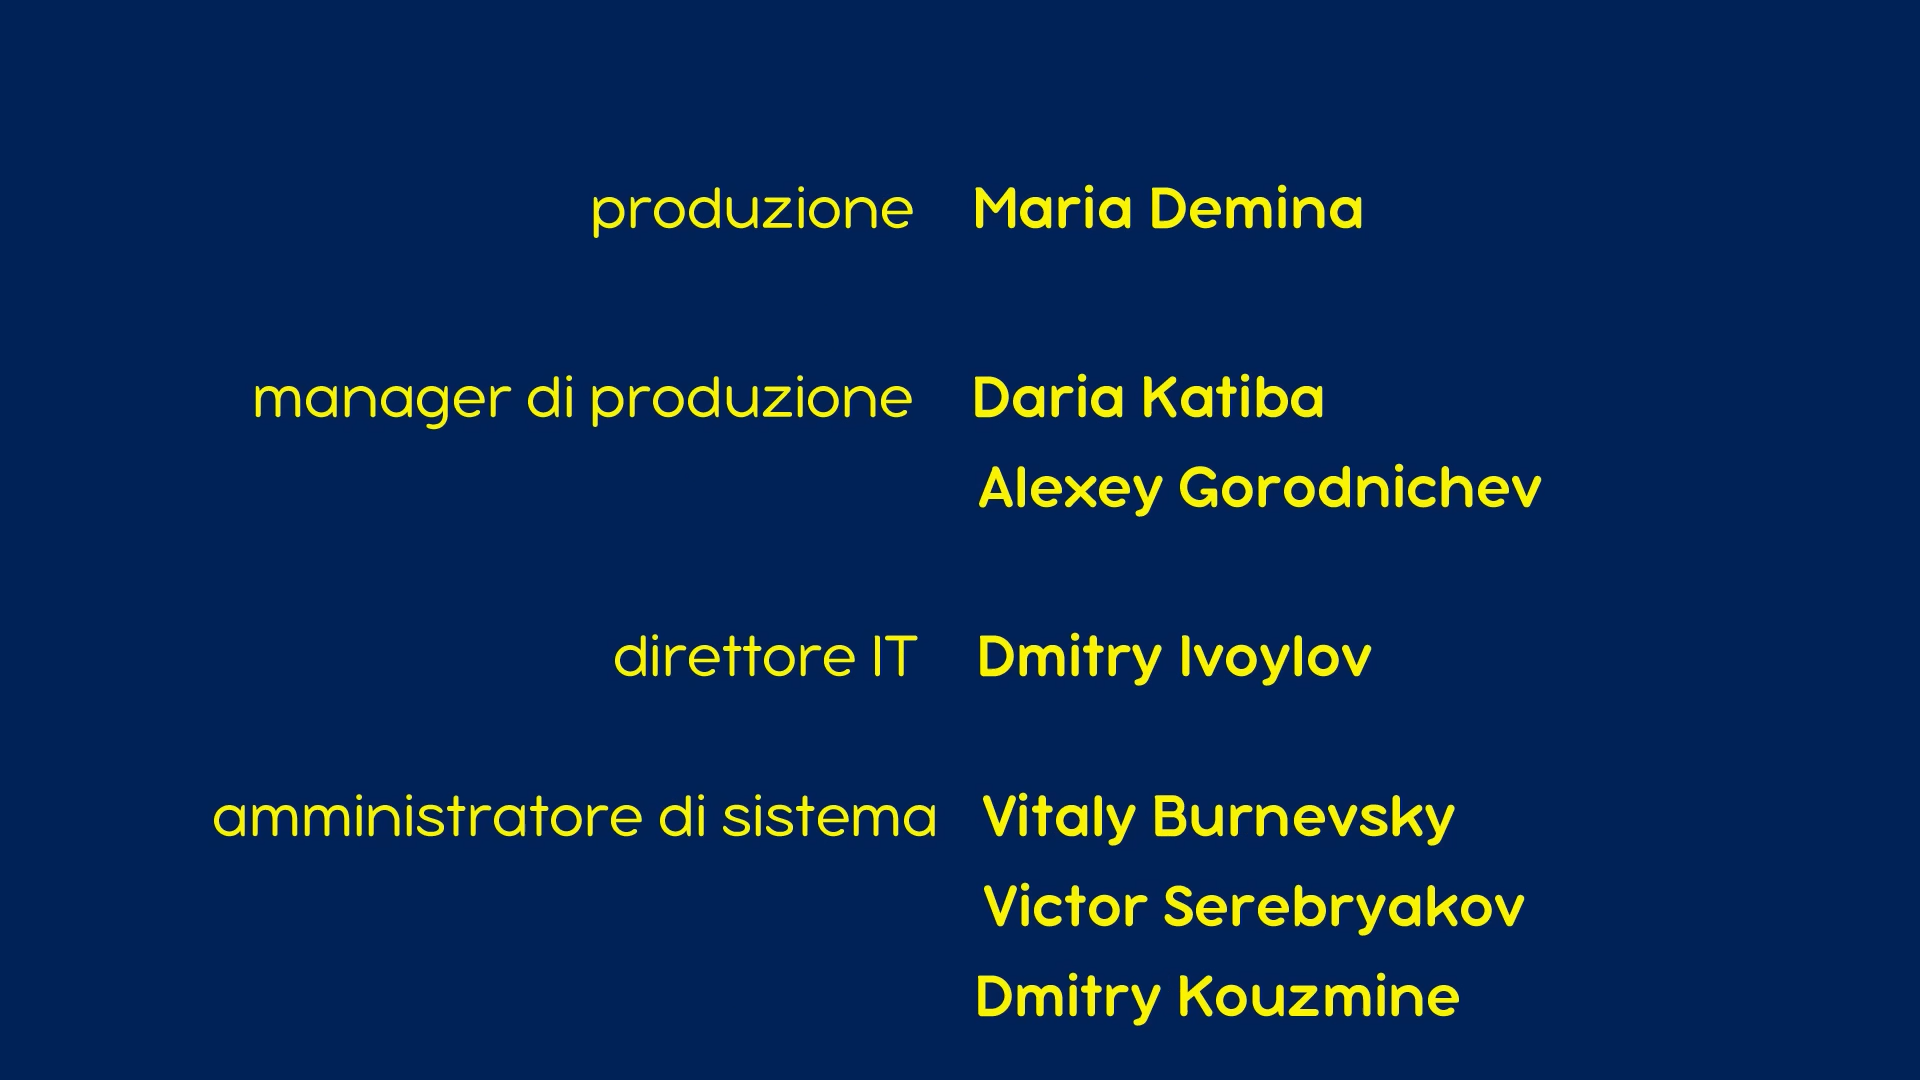 produzione Maria Demina
manager di produzione Daria Katiba
Alexey Gorodnichev
direttore IT Dmitry Ivoylov
amministratore di sistema Vitaly Burnevsky
Victor Serebryakov
Dmitry Kouzmine